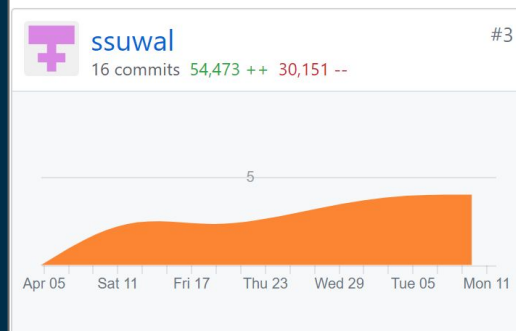 ssuwal
#3
16 commits 54,473 ++ 30,151 --
5
Apr 05 Sat 11 Fri 17 Thu 23 Wed 29 Tue 05 Mon 11